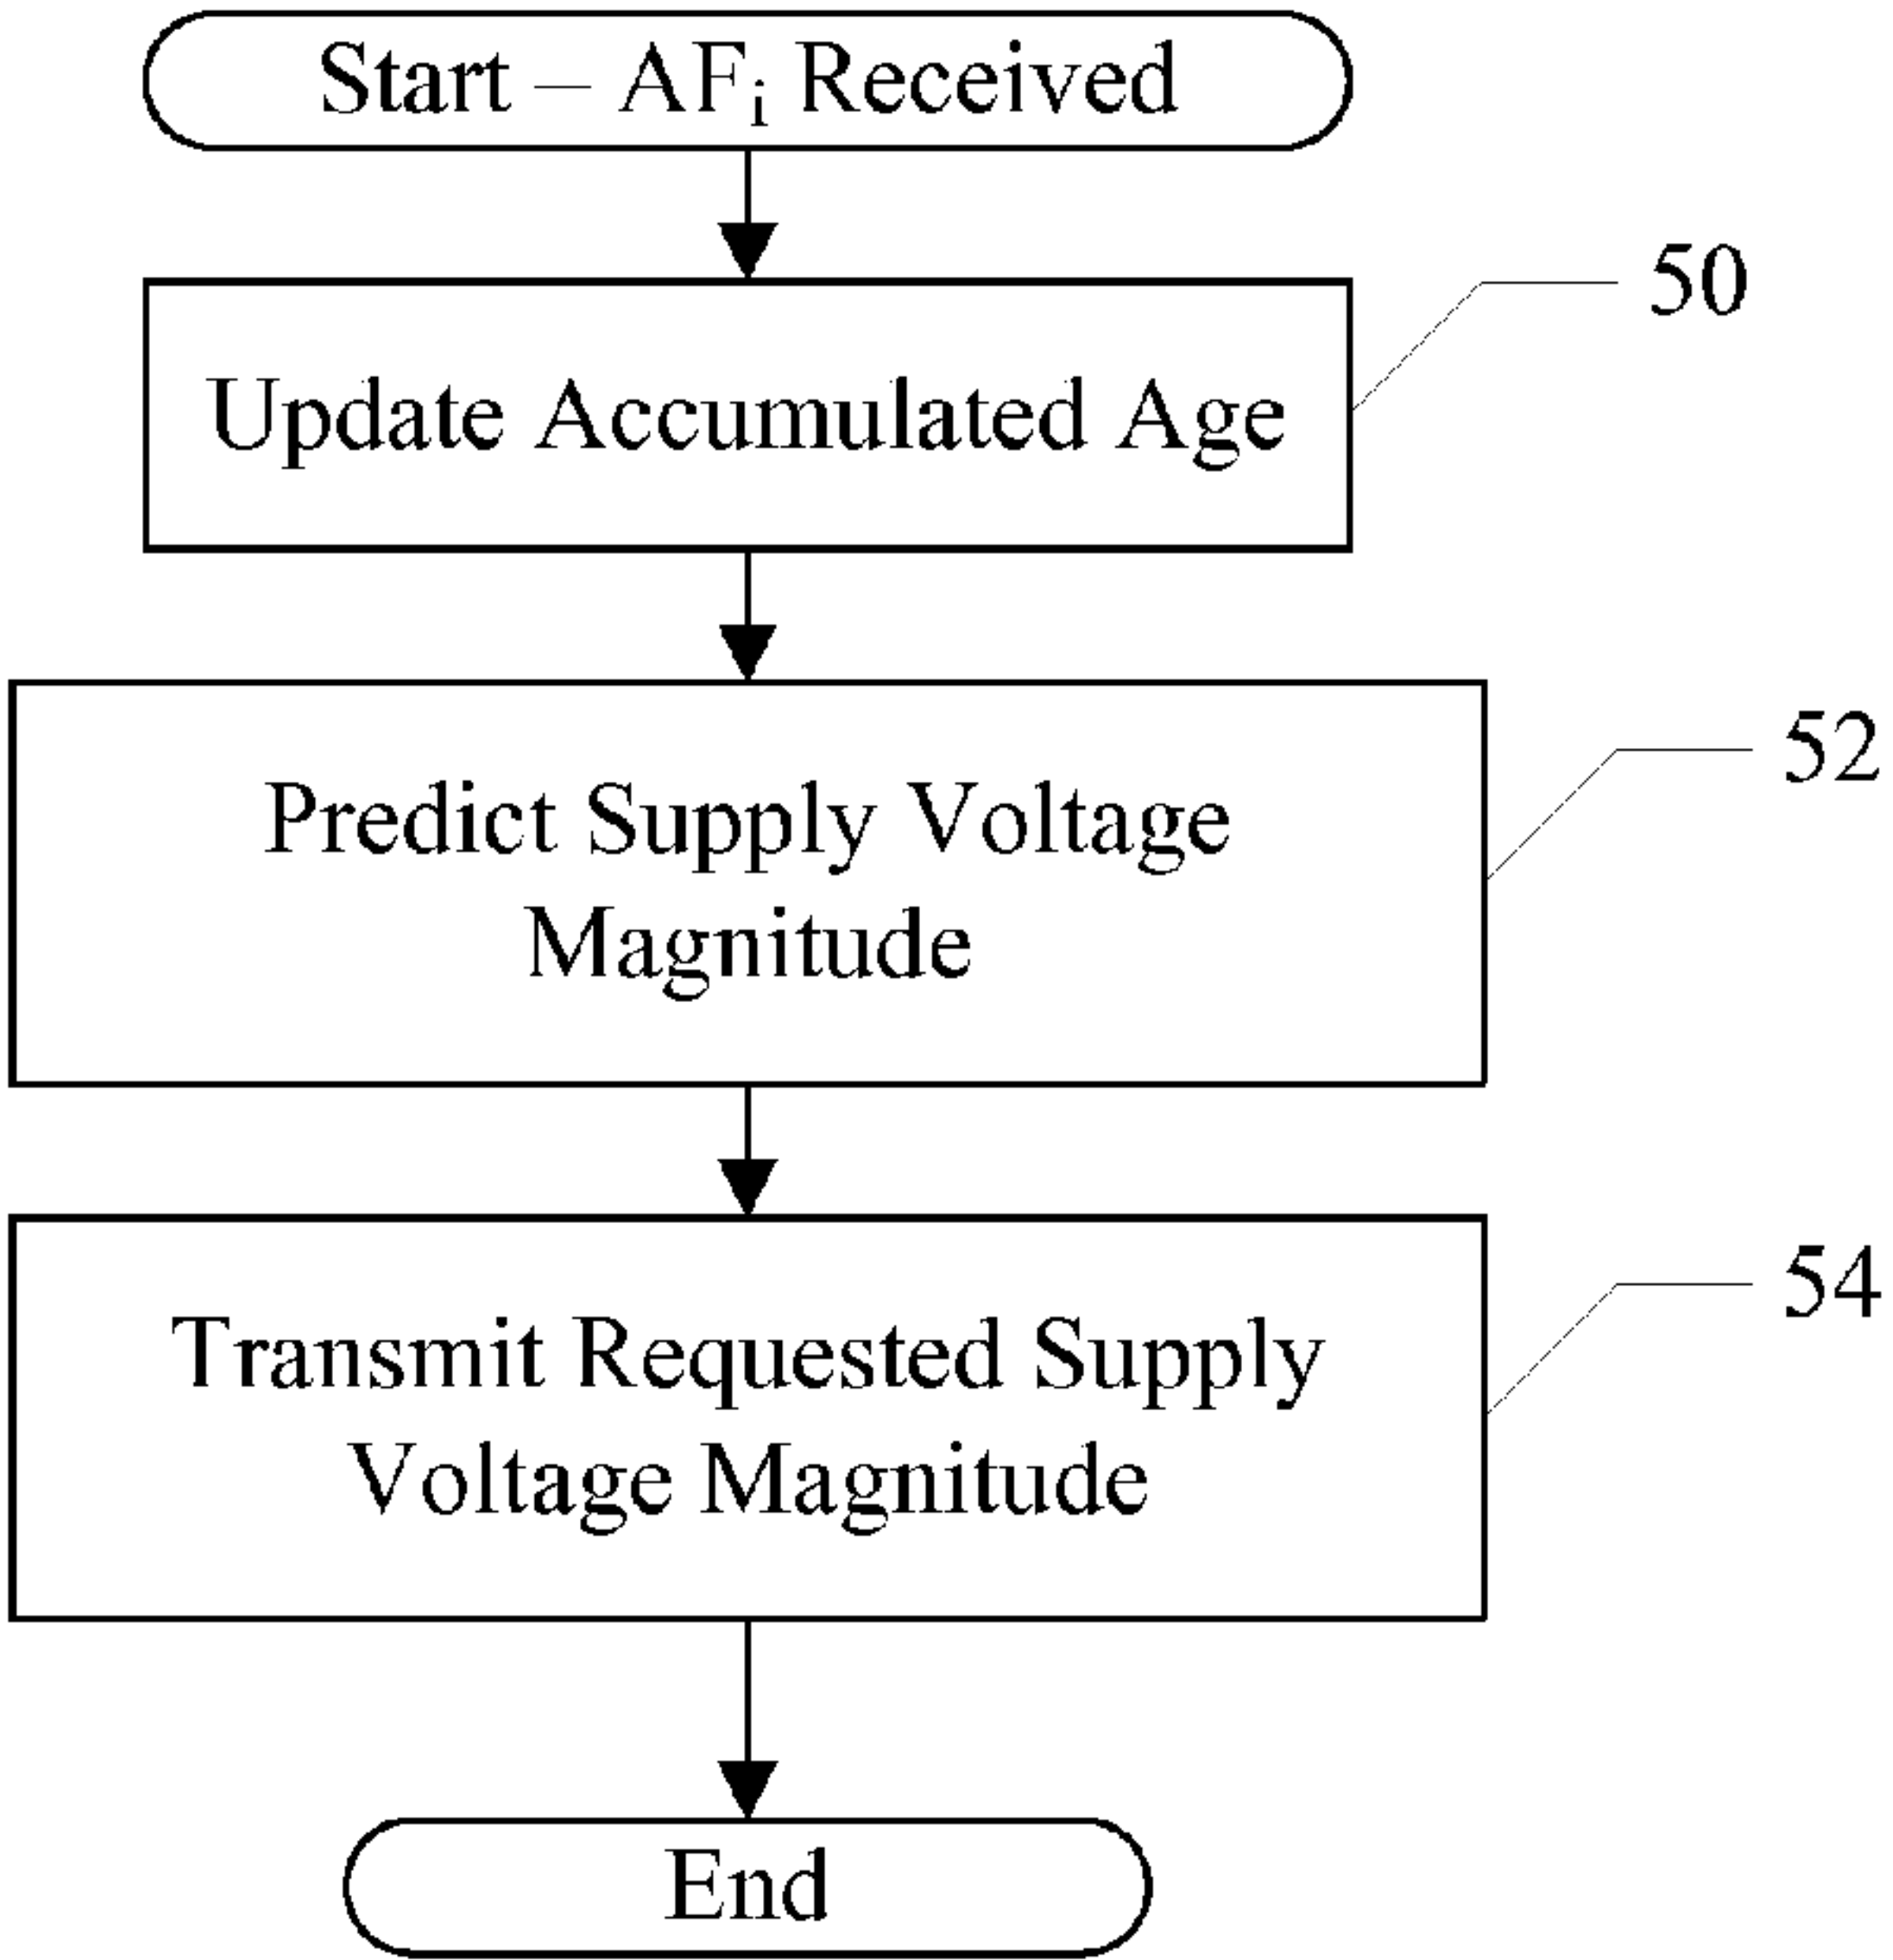 Start – AFi Received
50
Update Accumulated Age
52
Predict Supply Voltage
Magnitude
54
Transmit Requested Supply
Voltage Magnitude
End